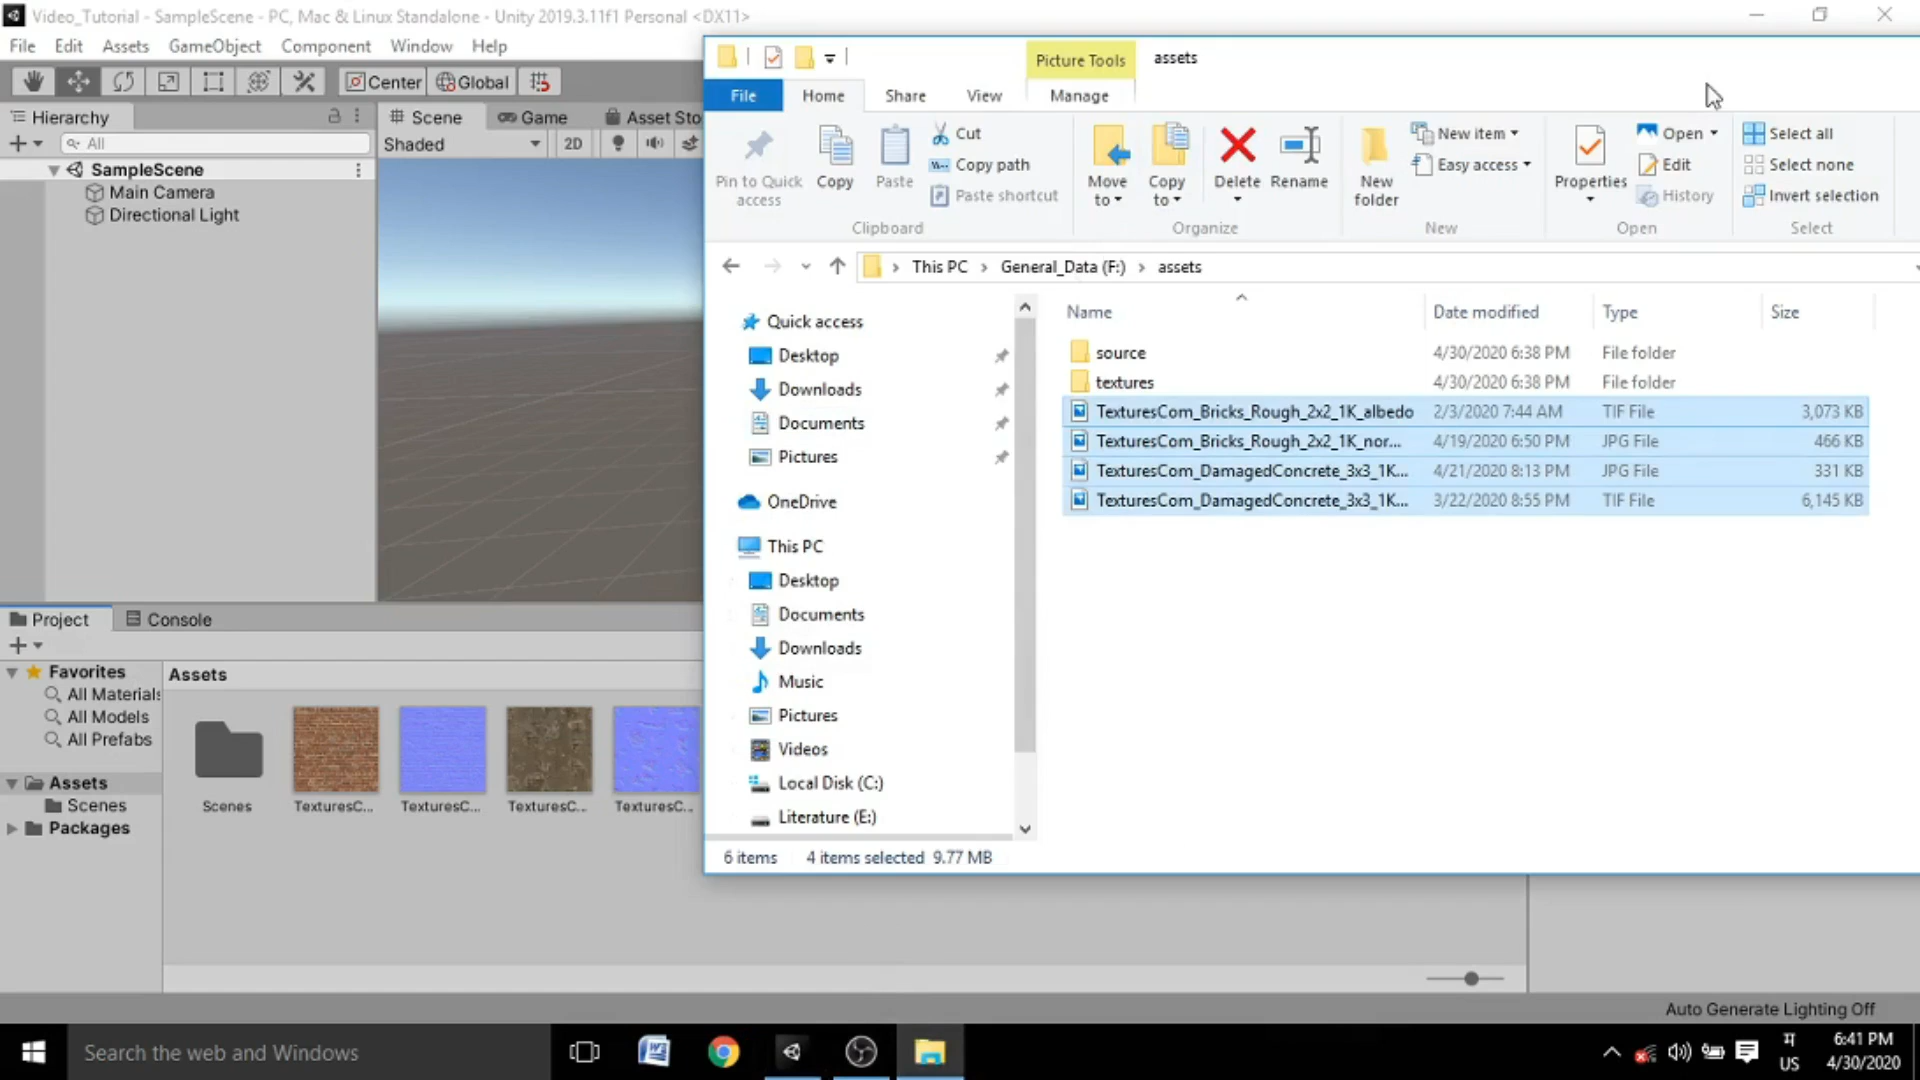 Video_Tutorial - SampleScene - PC, Mac & Linux Standalone - Unity 2019.3.11f1 Personal <DX11>
File Edit Assets GameObject Component Window Help
Center Global
Hierarchy
All
SampleScene
Main Camera
Directional Light
Scene Game Asset Sto
Shaded 2D
Picture Tools assets
File Home Share View Manage
Pin to Quick access
Copy
Paste
Cut
Copy path
Paste shortcut
Clipboard
Move to
Copy to
Delete
Rename
Organize
New folder
New item
Easy access
New
Properties
Open
Edit
History
Open
Select all
Select none
Invert selection
Select
This PC General_Data (F:) assets
Quick access
Desktop
Downloads
Documents
Pictures
OneDrive
This PC
Desktop
Documents
Downloads
Music
Pictures
Videos
Local Disk (C:)
Literature (E:)
Name Date modified Type Size
source 4/30/2020 6:38 PM File folder
textures 4/30/2020 6:38 PM File folder
TexturesCom_Bricks_Rough_2x2_1K_albedo 2/3/2020 7:44 AM TIF File 3,073 KB
TexturesCom_Bricks_Rough_2x2_1K_nor... 4/19/2020 6:50 PM JPG File 466 KB
TexturesCom_DamagedConcrete_3x3_1K... 4/21/2020 8:13 PM JPG File 331 KB
TexturesCom_DamagedConcrete_3x3_1K... 3/22/2020 8:55 PM TIF File 6,145 KB
6 items 4 items selected 9.77 MB
Project Console
Favorites
All Materials
All Models
All Prefabs
Assets
Scenes
Packages
Assets
Scenes TexturesC... TexturesC... TexturesC... TexturesC...
Auto Generate Lighting Off
Search the web and Windows
US
6:41 PM
4/30/2020